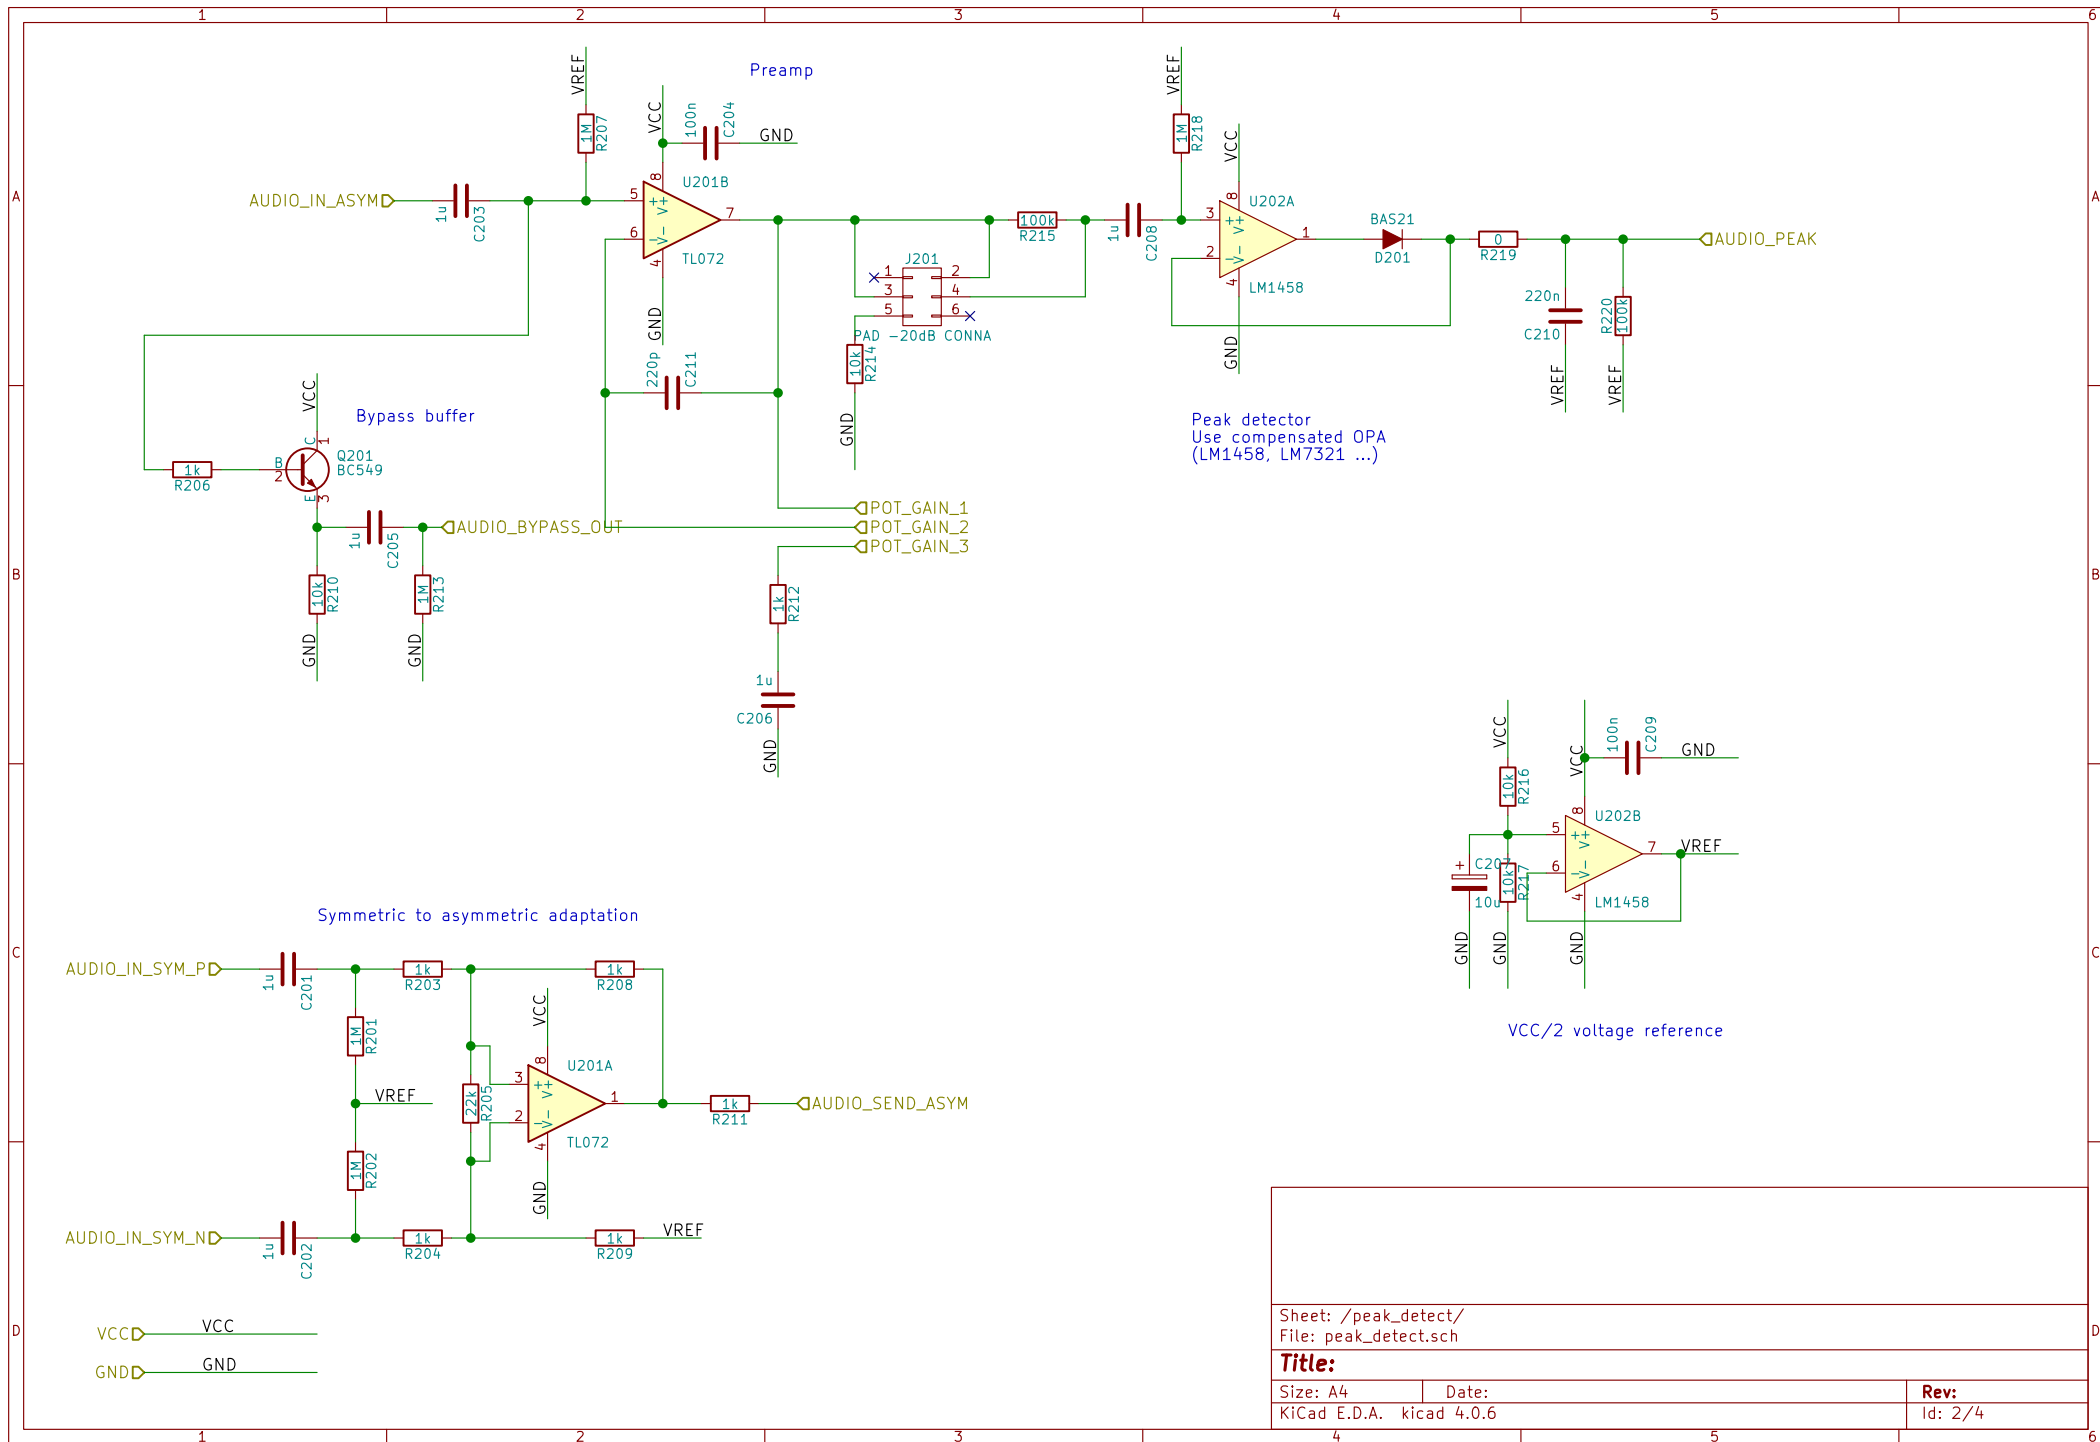 1 2 3 4 5 6
A
B
C
D
A
B
C
D
Preamp
VREF
1M
R207
VCC
100n
C204
GND
AUDIO_IN_ASYM
1u
C203
5
6
8
4
7
++
V+
-
V-
U201B
TL072
GND
220p
C211
100k
R215
J201
1
2
3
4
5
6
PAD -20dB CONNA
10k
R214
GND
1u
C208
VREF
1M
R218
VCC
3
2
8
4
1
++
V+
-
V-
U202A
LM1458
GND
BAS21
D201
0
R219
AUDIO_PEAK
220n
C210
VREF
R220
100k
VREF
Peak detector
Use compensated OPA
(LM1458, LM7321 ...)
Bypass buffer
VCC
C
1
B
2
E
3
Q201
BC549
1k
R206
1u
C205
AUDIO_BYPASS_OUT
10k
R210
GND
1M
R213
GND
POT_GAIN_1
POT_GAIN_2
POT_GAIN_3
1k
R212
1u
C206
GND
VCC
10k
R216
VCC
100n
C209
GND
5
6
8
4
7
++
V+
-
V-
U202B
LM1458
VREF
+
C207
10u
10k
R217
GND
GND
GND
VCC/2 voltage reference
Symmetric to asymmetric adaptation
AUDIO_IN_SYM_P
1u
C201
1k
R203
1k
R208
1M
R201
VREF
1M
R202
22k
R205
VCC
3
2
8
4
1
++
V+
-
V-
U201A
TL072
GND
1k
R211
AUDIO_SEND_ASYM
AUDIO_IN_SYM_N
1u
C202
1k
R204
1k
R209
VREF
VCC VCC
GND GND
Sheet: /peak_detect/
File: peak_detect.sch
Title:
Size: A4 Date: Rev:
KiCad E.D.A. kicad 4.0.6 Id: 2/4
1 2 3 4 5 6